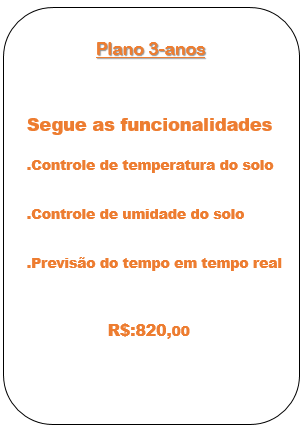 Plano 3-anos
Segue as funcionalidades
.Controle de temperatura do solo
.Controle de umidade do solo
.Previsão do tempo em tempo real
R$:820,00